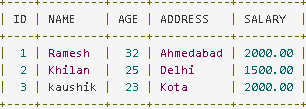 +----+---------+-----+-----------+---------+
| ID | NAME    | AGE | ADDRESS   | SALARY  |
+----+---------+-----+-----------+---------+
|  1 | Ramesh  |  32 | Ahmedabad | 2000.00 |
|  2 | Khilan  |  25 | Delhi     | 1500.00 |
|  3 | kaushik |  23 | Kota      | 2000.00 |
+----+---------+-----+-----------+---------+